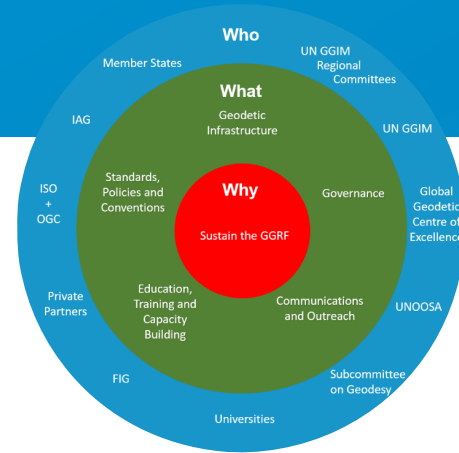 Who
Member States
UN GGIM
Regional
Committees
IAG
What
Geodetic
Infrastructure
UN GGIM
Standards,
Policies and
Conventions
Why
Governance
ISO
+
OGC
Global
Geodetic
Centre of
Excellence
Sustain the GGRF
Education,
Training and
Capacity
Building
Communications
and Outreach
Private
Partners
UNOOSA
FIG
Subcommittee
on Geodesy
Universities